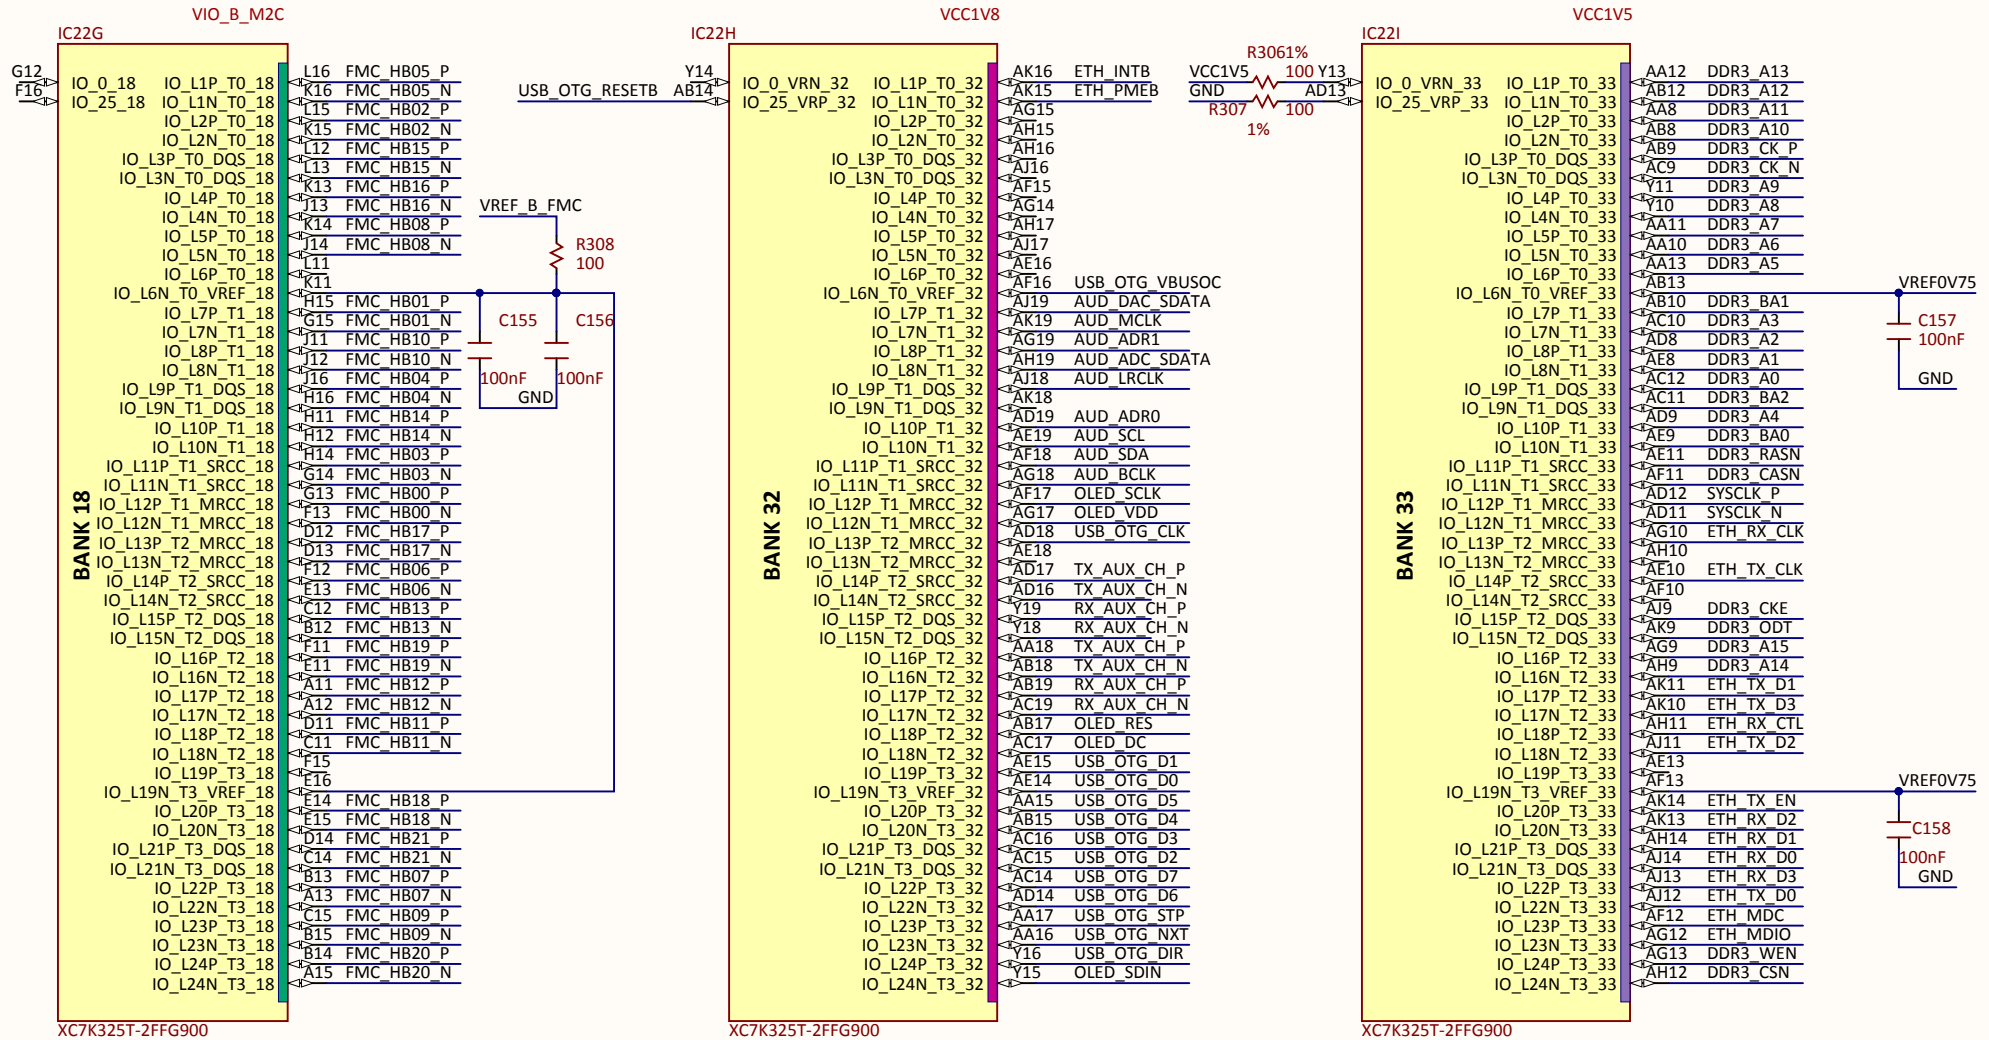 VIO_B_M2C
IC22G
G12 IO_0_18
F16 IO_25_18
BANK 18
IO_L1P_T0_18 L16 FMC_HB05_P
IO_L1N_T0_18 K16 FMC_HB05_N
IO_L2P_T0_18 L15 FMC_HB02_P
IO_L2N_T0_18 K15 FMC_HB02_N
IO_L3P_T0_DQS_18 L12 FMC_HB15_P
IO_L3N_T0_DQS_18 L13 FMC_HB15_N
IO_L4P_T0_18 K13 FMC_HB16_P
IO_L4N_T0_18 J13 FMC_HB16_N
IO_L5P_T0_18 K14 FMC_HB08_P
IO_L5N_T0_18 J14 FMC_HB08_N
IO_L6P_T0_18 L11
IO_L6N_T0_VREF_18 K11
IO_L7P_T1_18 H15 FMC_HB01_P
IO_L7N_T1_18 G15 FMC_HB01_N
IO_L8P_T1_18 J11 FMC_HB10_P
IO_L8N_T1_18 J12 FMC_HB10_N
IO_L9P_T1_DQS_18 J16 FMC_HB04_P
IO_L9N_T1_DQS_18 H16 FMC_HB04_N
IO_L10P_T1_18 H11 FMC_HB14_P
IO_L10N_T1_18 H12 FMC_HB14_N
IO_L11P_T1_SRCC_18 H14 FMC_HB03_P
IO_L11N_T1_SRCC_18 G14 FMC_HB03_N
IO_L12P_T1_MRCC_18 G13 FMC_HB00_P
IO_L12N_T1_MRCC_18 F13 FMC_HB00_N
IO_L13P_T2_MRCC_18 D12 FMC_HB17_P
IO_L13N_T2_MRCC_18 D13 FMC_HB17_N
IO_L14P_T2_SRCC_18 F12 FMC_HB06_P
IO_L14N_T2_SRCC_18 E13 FMC_HB06_N
IO_L15P_T2_DQS_18 C12 FMC_HB13_P
IO_L15N_T2_DQS_18 B12 FMC_HB13_N
IO_L16P_T2_18 F11 FMC_HB19_P
IO_L16N_T2_18 E11 FMC_HB19_N
IO_L17P_T2_18 A11 FMC_HB12_P
IO_L17N_T2_18 A12 FMC_HB12_N
IO_L18P_T2_18 D11 FMC_HB11_P
IO_L18N_T2_18 C11 FMC_HB11_N
IO_L19P_T3_18 F15
IO_L19N_T3_VREF_18 E16
IO_L20P_T3_18 E14 FMC_HB18_P
IO_L20N_T3_18 E15 FMC_HB18_N
IO_L21P_T3_DQS_18 D14 FMC_HB21_P
IO_L21N_T3_DQS_18 C14 FMC_HB21_N
IO_L22P_T3_18 B13 FMC_HB07_P
IO_L22N_T3_18 A13 FMC_HB07_N
IO_L23P_T3_18 C15 FMC_HB09_P
IO_L23N_T3_18 B15 FMC_HB09_N
IO_L24P_T3_18 B14 FMC_HB20_P
IO_L24N_T3_18 A15 FMC_HB20_N
XC7K325T-2FFG900
VREF_B_FMC
R308
100
C155
100nF
C156
100nF
GND
VCC1V8
IC22H
Y14 IO_0_VRN_32
USB_OTG_RESETB AB14 IO_25_VRP_32
BANK 32
IO_L1P_T0_32 AK16 ETH_INTB
IO_L1N_T0_32 AK15 ETH_PMEB
IO_L2P_T0_32 AG15
IO_L2N_T0_32 AH15
IO_L3P_T0_DQS_32 AH16
IO_L3N_T0_DQS_32 AJ16
IO_L4P_T0_32 AF15
IO_L4N_T0_32 AG14
IO_L5P_T0_32 AH17
IO_L5N_T0_32 AJ17
IO_L6P_T0_32 AE16
IO_L6N_T0_VREF_32 AF16 USB_OTG_VBUSOC
IO_L7P_T1_32 AJ19 AUD_DAC_SDATA
IO_L7N_T1_32 AK19 AUD_MCLK
IO_L8P_T1_32 AG19 AUD_ADR1
IO_L8N_T1_32 AH19 AUD_ADC_SDATA
IO_L9P_T1_DQS_32 AJ18 AUD_LRCLK
IO_L9N_T1_DQS_32 AK18
IO_L10P_T1_32 AD19 AUD_ADR0
IO_L10N_T1_32 AE19 AUD_SCL
IO_L11P_T1_SRCC_32 AF18 AUD_SDA
IO_L11N_T1_SRCC_32 AG18 AUD_BCLK
IO_L12P_T1_MRCC_32 AF17 OLED_SCLK
IO_L12N_T1_MRCC_32 AG17 OLED_VDD
IO_L13P_T2_MRCC_32 AD18 USB_OTG_CLK
IO_L13N_T2_MRCC_32 AE18
IO_L14P_T2_SRCC_32 AD17 TX_AUX_CH_P
IO_L14N_T2_SRCC_32 AD16 TX_AUX_CH_N
IO_L15P_T2_DQS_32 Y19 RX_AUX_CH_P
IO_L15N_T2_DQS_32 Y18 RX_AUX_CH_N
IO_L16P_T2_32 AA18 TX_AUX_CH_P
IO_L16N_T2_32 AB18 TX_AUX_CH_N
IO_L17P_T2_32 AB19 RX_AUX_CH_P
IO_L17N_T2_32 AC19 RX_AUX_CH_N
IO_L18P_T2_32 AB17 OLED_RES
IO_L18N_T2_32 AC17 OLED_DC
IO_L19P_T3_32 AE15 USB_OTG_D1
IO_L19N_T3_VREF_32 AE14 USB_OTG_D0
IO_L20P_T3_32 AA15 USB_OTG_D5
IO_L20N_T3_32 AB15 USB_OTG_D4
IO_L21P_T3_DQS_32 AC16 USB_OTG_D3
IO_L21N_T3_DQS_32 AC15 USB_OTG_D2
IO_L22P_T3_32 AC14 USB_OTG_D7
IO_L22N_T3_32 AD14 USB_OTG_D6
IO_L23P_T3_32 AA17 USB_OTG_STP
IO_L23N_T3_32 AA16 USB_OTG_NXT
IO_L24P_T3_32 Y16 USB_OTG_DIR
IO_L24N_T3_32 Y15 OLED_SDIN
XC7K325T-2FFG900
VCC1V5
IC22I
R306 1%
VCC1V5 100 Y13 IO_0_VRN_33
GND 100 AD13 IO_25_VRP_33
R307
1%
BANK 33
IO_L1P_T0_33 AA12 DDR3_A13
IO_L1N_T0_33 AB12 DDR3_A12
IO_L2P_T0_33 AA8 DDR3_A11
IO_L2N_T0_33 AB8 DDR3_A10
IO_L3P_T0_DQS_33 AB9 DDR3_CK_P
IO_L3N_T0_DQS_33 AC9 DDR3_CK_N
IO_L4P_T0_33 Y11 DDR3_A9
IO_L4N_T0_33 Y10 DDR3_A8
IO_L5P_T0_33 AA11 DDR3_A7
IO_L5N_T0_33 AA10 DDR3_A6
IO_L6P_T0_33 AA13 DDR3_A5
IO_L6N_T0_VREF_33 AB13 VREF0V75
IO_L7P_T1_33 AB10 DDR3_BA1
IO_L7N_T1_33 AC10 DDR3_A3
IO_L8P_T1_33 AD8 DDR3_A2
IO_L8N_T1_33 AE8 DDR3_A1
IO_L9P_T1_DQS_33 AC12 DDR3_A0
IO_L9N_T1_DQS_33 AC11 DDR3_BA2
IO_L10P_T1_33 AD9 DDR3_A4
IO_L10N_T1_33 AE9 DDR3_BA0
IO_L11P_T1_SRCC_33 AE11 DDR3_RASN
IO_L11N_T1_SRCC_33 AF11 DDR3_CASN
IO_L12P_T1_MRCC_33 AD12 SYSCLK_P
IO_L12N_T1_MRCC_33 AD11 SYSCLK_N
IO_L13P_T2_MRCC_33 AG10 ETH_RX_CLK
IO_L13N_T2_MRCC_33 AH10
IO_L14P_T2_SRCC_33 AE10 ETH_TX_CLK
IO_L14N_T2_SRCC_33 AF10
IO_L15P_T2_DQS_33 AJ9 DDR3_CKE
IO_L15N_T2_DQS_33 AK9 DDR3_ODT
IO_L16P_T2_33 AG9 DDR3_A15
IO_L16N_T2_33 AH9 DDR3_A14
IO_L17P_T2_33 AK11 ETH_TX_D1
IO_L17N_T2_33 AK10 ETH_TX_D3
IO_L18P_T2_33 AH11 ETH_RX_CTL
IO_L18N_T2_33 AJ11 ETH_TX_D2
IO_L19P_T3_33 AE13
IO_L19N_T3_VREF_33 AF13 VREF0V75
IO_L20P_T3_33 AK14 ETH_TX_EN
IO_L20N_T3_33 AK13 ETH_RX_D2
IO_L21P_T3_DQS_33 AH14 ETH_RX_D1
IO_L21N_T3_DQS_33 AJ14 ETH_RX_D0
IO_L22P_T3_33 AJ13 ETH_RX_D3
IO_L22N_T3_33 AJ12 ETH_TX_D0
IO_L23P_T3_33 AF12 ETH_MDC
IO_L23N_T3_33 AG12 ETH_MDIO
IO_L24P_T3_33 AG13 DDR3_WEN
IO_L24N_T3_33 AH12 DDR3_CSN
XC7K325T-2FFG900
C157
100nF
GND
C158
100nF
GND